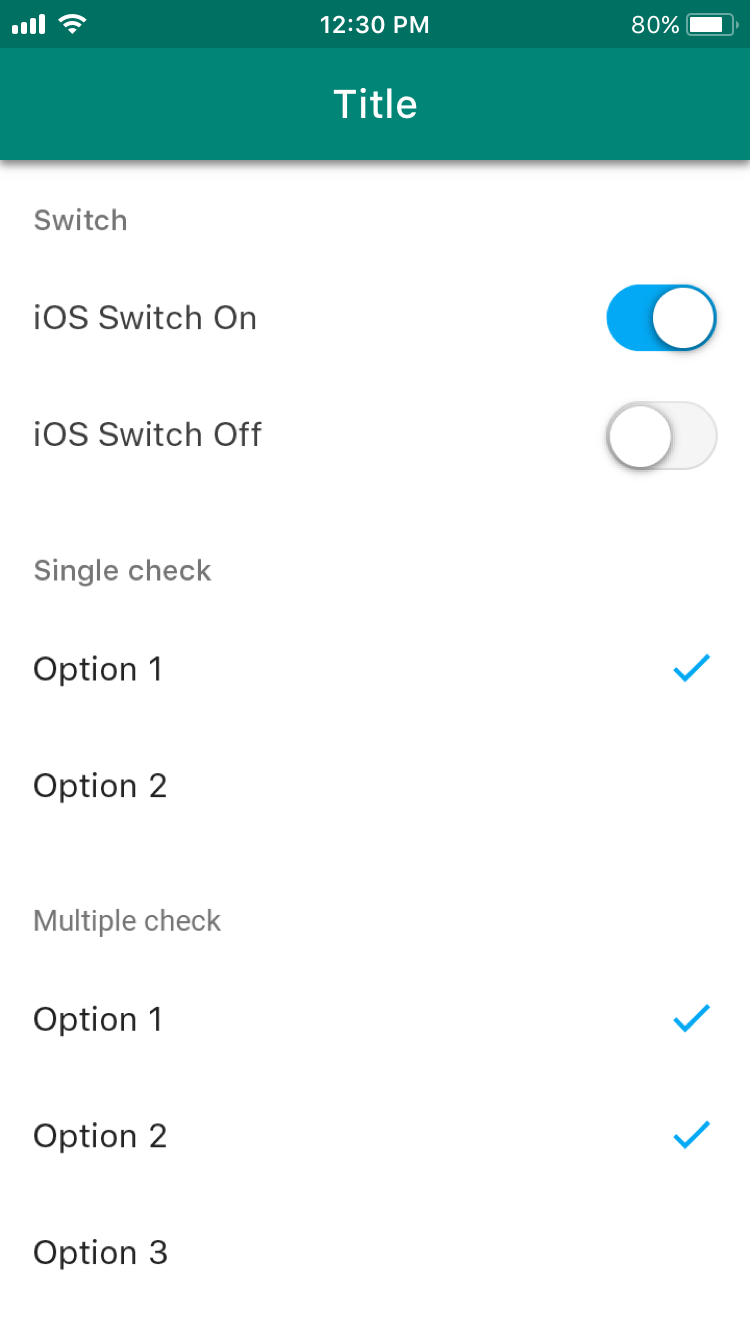 12:30 PM 80%
Title
Switch
iOS Switch On
iOS Switch Off
Single check
Option 1
Option 2
Multiple check
Option 1
Option 2
Option 3